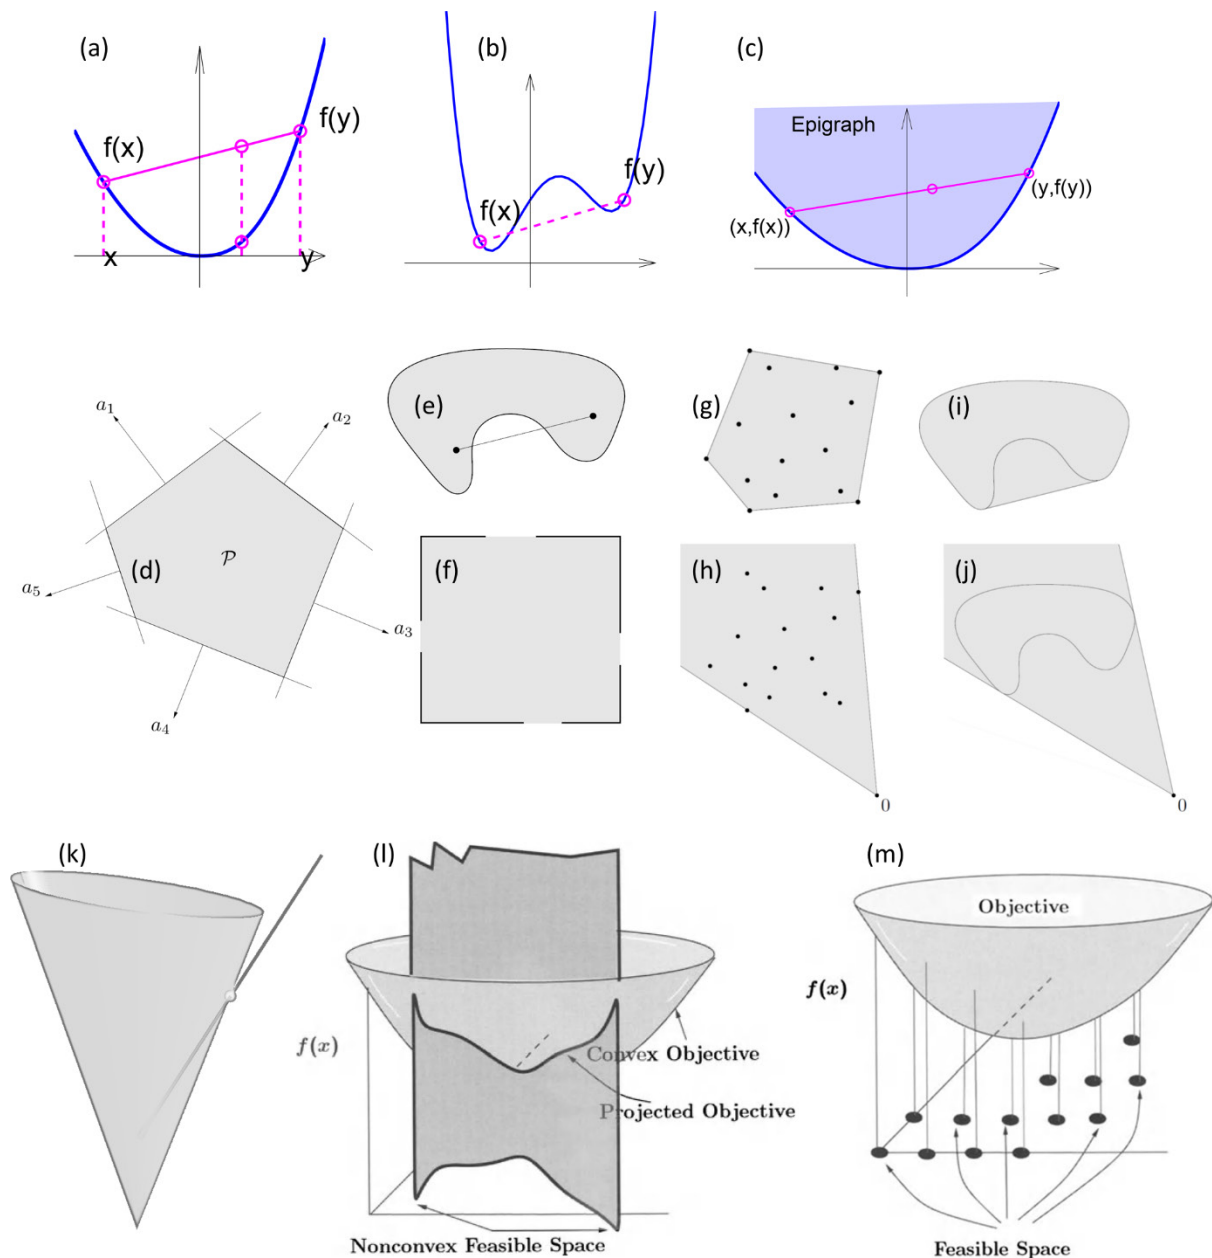 (a)
f(x)
f(y)
x
y
(b)
f(x)
f(y)
(c)
Epigraph
(x,f(x))
(y,f(y))
(d)
a1
a2
a3
a4
a5
P
(e)
(f)
(g)
(h)
0
(i)
(j)
0
(k)
(l)
f(x)
Convex Objective
Projected Objective
Nonconvex Feasible Space
(m)
Objective
f(x)
Feasible Space